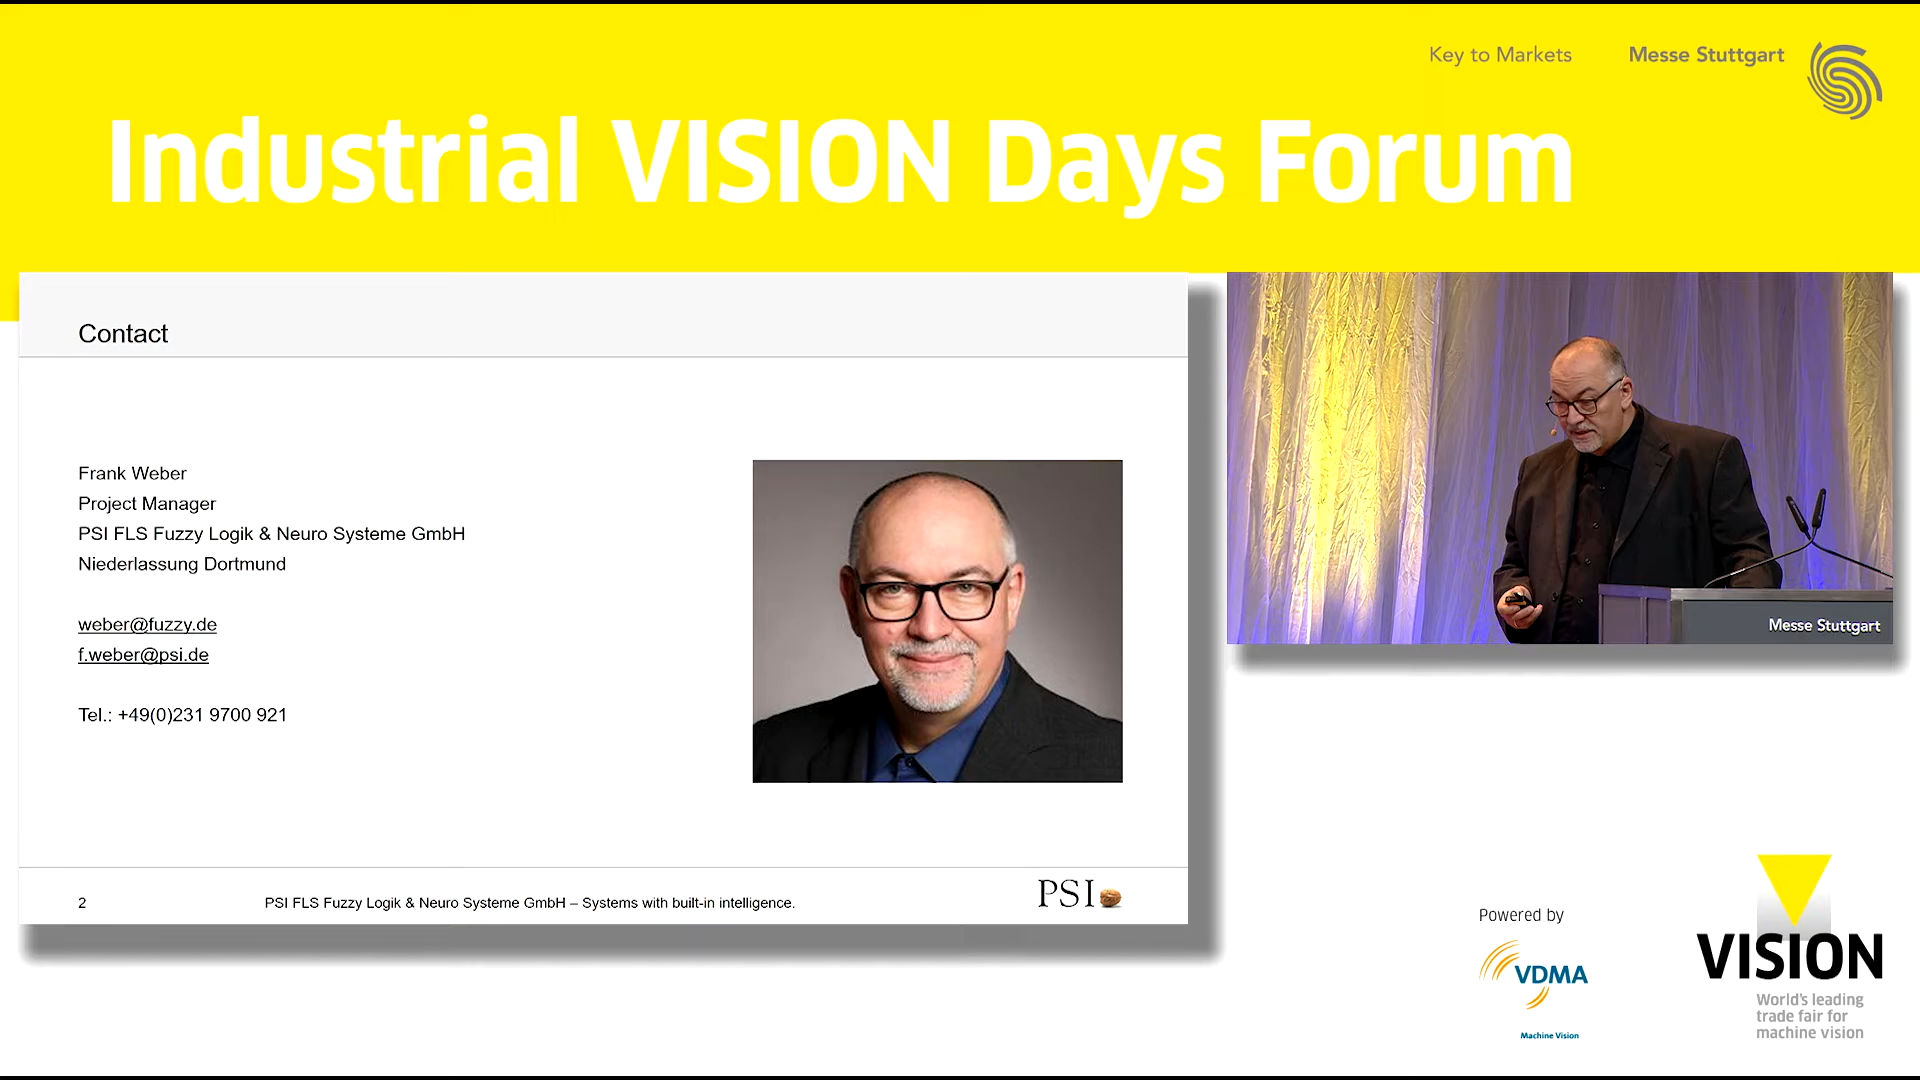 Key to Markets
Messe Stuttgart
Industrial VISION Days Forum
Contact
Frank Weber
Project Manager
PSI FLS Fuzzy Logik & Neuro Systeme GmbH
Niederlassung Dortmund
weber@fuzzy.de
f.weber@psi.de
Tel.: +49(0)231 9700 921
2
PSI FLS Fuzzy Logik & Neuro Systeme GmbH – Systems with built-in intelligence.
PSI
Messe Stuttgart
Powered by
VDMA
Machine Vision
VISION
World's leading
trade fair for
machine vision